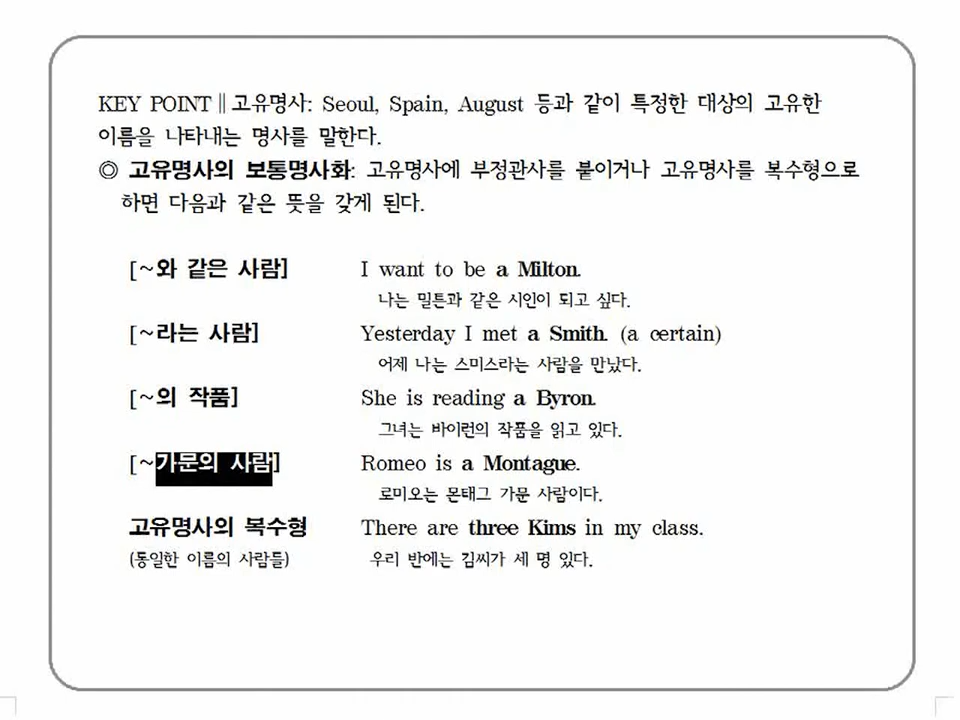 KEY POINT∥고유명사: Seoul, Spain, August 등과 같이 특정한 대상의 고유한
이름을 나타내는 명사를 말한다.
◎ 고유명사의 보통명사화: 고유명사에 부정관사를 붙이거나 고유명사를 복수형으로
하면 다음과 같은 뜻을 갖게 된다.
[~와 같은 사람] I want to be a Milton.
나는 밀튼과 같은 시인이 되고 싶다.
[~라는 사람] Yesterday I met a Smith. (a certain)
어제 나는 스미스라는 사람을 만났다.
[~의 작품] She is reading a Byron.
그녀는 바이런의 작품을 읽고 있다.
[~가문의 사람] Romeo is a Montague.
로미오는 몬태그 가문 사람이다.
고유명사의 복수형 There are three Kims in my class.
(동일한 이름의 사람들) 우리 반에는 김씨가 세 명 있다.